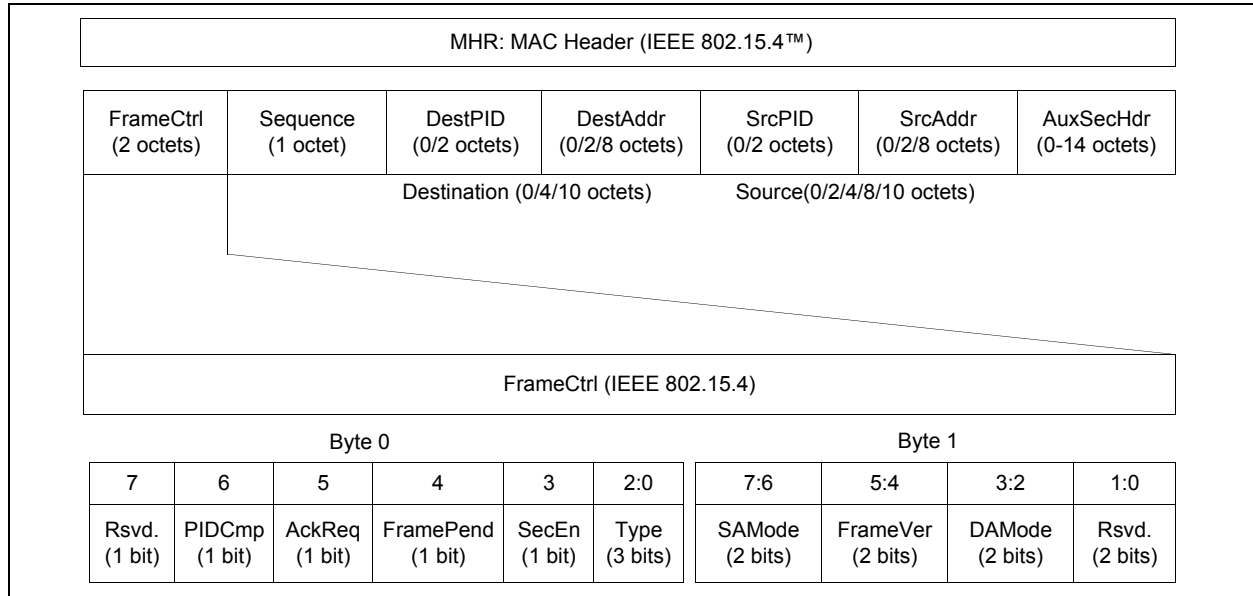 MHR: MAC Header (IEEE 802.15.4™)
FrameCtrl Sequence DestPID DestAddr SrcPID SrcAddr AuxSecHdr
(2 octets) (1 octet) (0/2 octets) (0/2/8 octets) (0/2 octets) (0/2/8 octets) (0-14 octets)
Destination (0/4/10 octets) Source(0/2/4/8/10 octets)
FrameCtrl (IEEE 802.15.4)
Byte 0 Byte 1
7 6 5 4 3 2:0 7:6 5:4 3:2 1:0
Rsvd. PIDCmp AckReq FramePend SecEn Type SAMode FrameVer DAMode Rsvd.
(1 bit) (1 bit) (1 bit) (1 bit) (1 bit) (3 bits) (2 bits) (2 bits) (2 bits) (2 bits)